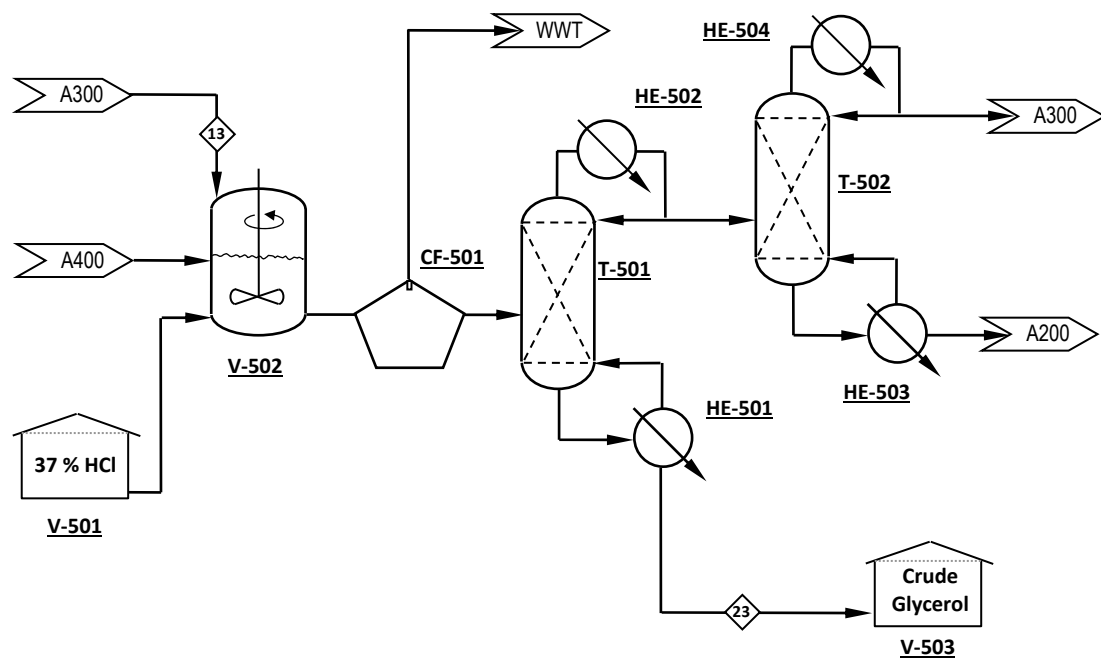 HE-504
WWT
A300
HE-502
A300
13
T-502
A400
CF-501
T-501
A200
V-502
HE-503
HE-501
37 % HCl
V-501
Crude
Glycerol
23
V-503